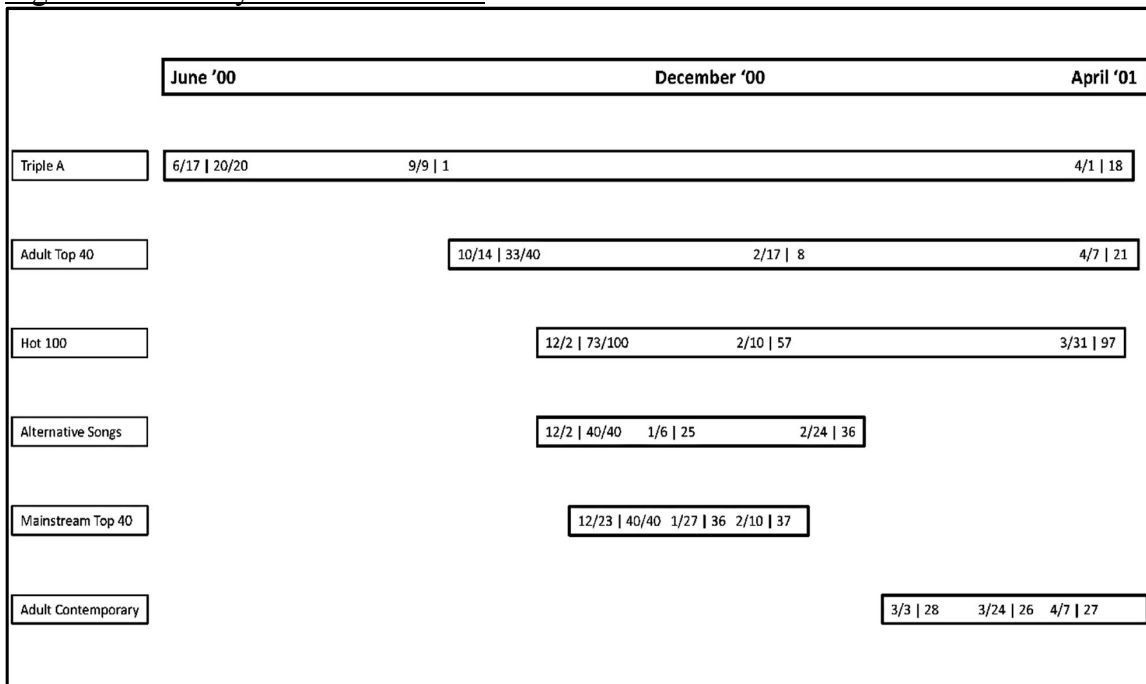 June ‘00 December ‘00 April ‘01
Triple A 6/17 | 20/20 9/9 | 1 4/1 | 18
Adult Top 40 10/14 | 33/40 2/17 | 8 4/7 | 21
Hot 100 12/2 | 73/100 2/10 | 57 3/31 | 97
Alternative Songs 12/2 | 40/40 1/6 | 25 2/24 | 36
Mainstream Top 40 12/23 | 40/40 1/27 | 36 2/10 | 37
Adult Contemporary 3/3 | 28 3/24 | 26 4/7 | 27